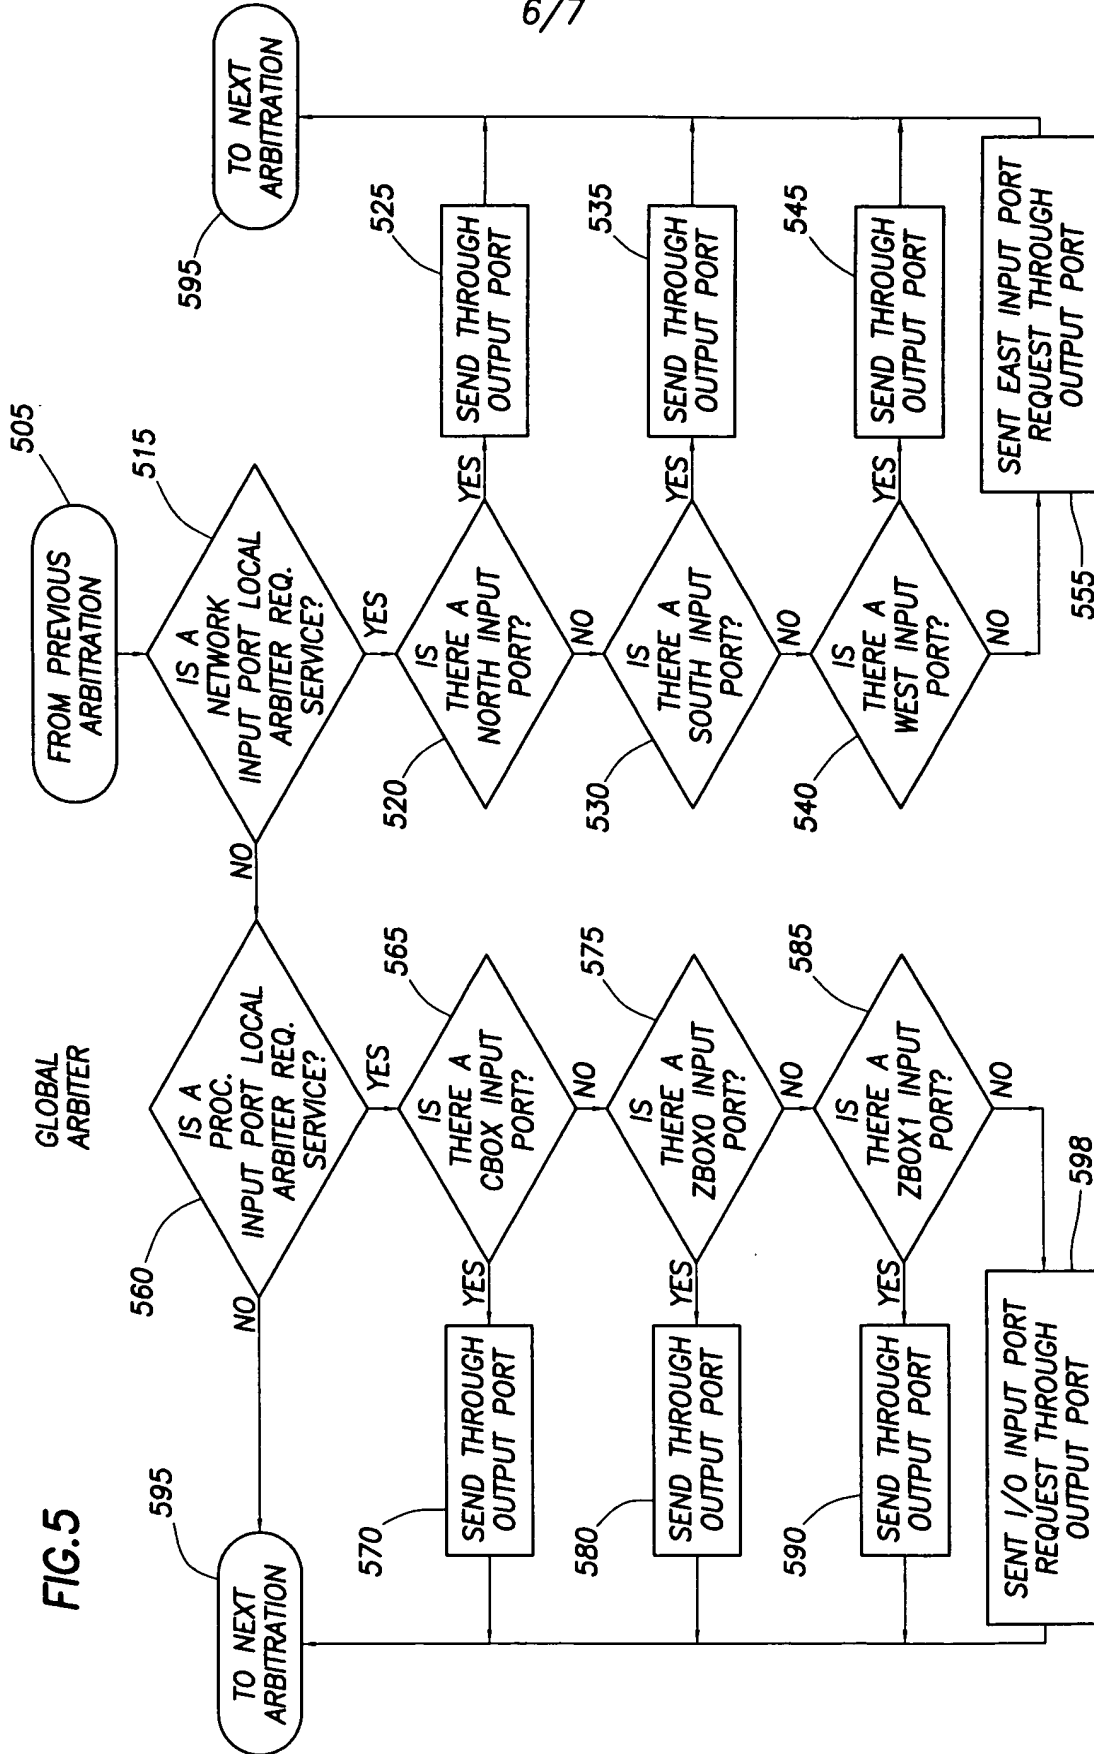 6/7
FIG.5
GLOBAL
ARBITER
505
FROM PREVIOUS
ARBITRATION
515
IS A
NETWORK
INPUT PORT LOCAL
ARBITER REQ.
SERVICE?
NO
YES
520
IS
THERE A
NORTH INPUT
PORT?
YES
525
SEND THROUGH
OUTPUT PORT
NO
530
IS
THERE A
SOUTH INPUT
PORT?
YES
535
SEND THROUGH
OUTPUT PORT
NO
540
IS
THERE A
WEST INPUT
PORT?
YES
545
SEND THROUGH
OUTPUT PORT
NO
555
SENT EAST INPUT PORT
REQUEST THROUGH
OUTPUT PORT
595
TO NEXT
ARBITRATION
560
IS A
PROC.
INPUT PORT LOCAL
ARBITER REQ.
SERVICE?
NO
YES
565
IS
THERE A
CBOX INPUT
PORT?
YES
570
SEND THROUGH
OUTPUT PORT
NO
575
IS
THERE A
ZBOX0 INPUT
PORT?
YES
580
SEND THROUGH
OUTPUT PORT
NO
585
IS
THERE A
ZBOX1 INPUT
PORT?
YES
590
SEND THROUGH
OUTPUT PORT
NO
598
SENT I/O INPUT PORT
REQUEST THROUGH
OUTPUT PORT
595
TO NEXT
ARBITRATION